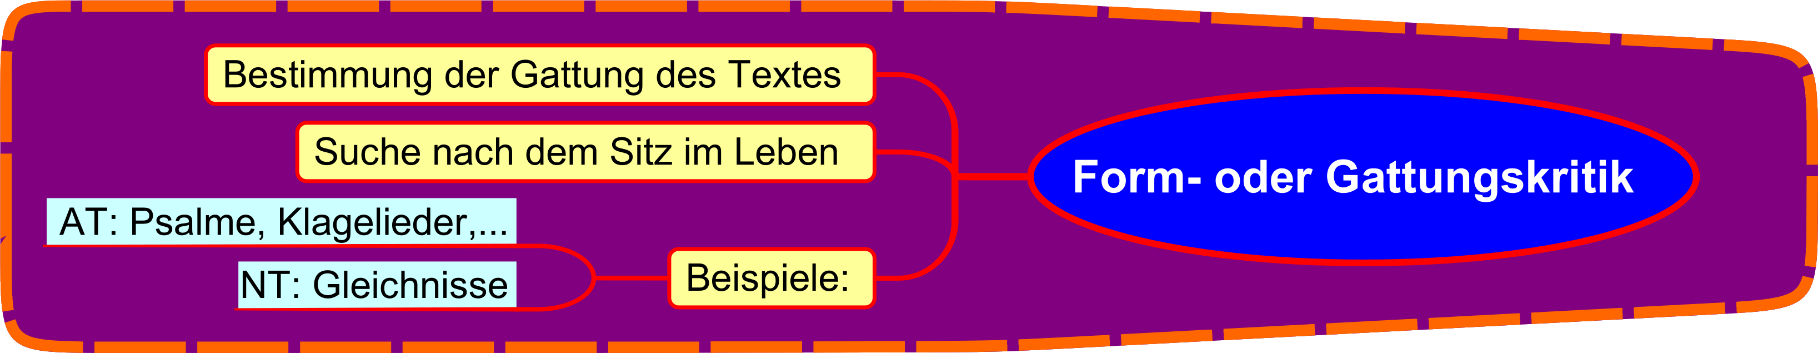 Form- oder Gattungskritik
Bestimmung der Gattung des Textes
Suche nach dem Sitz im Leben
Beispiele:
AT: Psalme, Klagelieder,...
NT: Gleichnisse